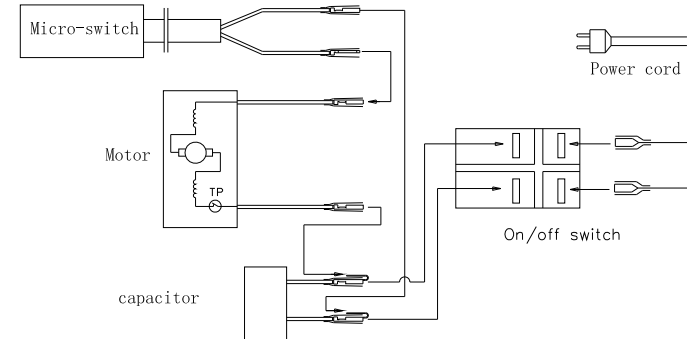 Micro-switch
Power cord
Motor
TP
On/off switch
capacitor